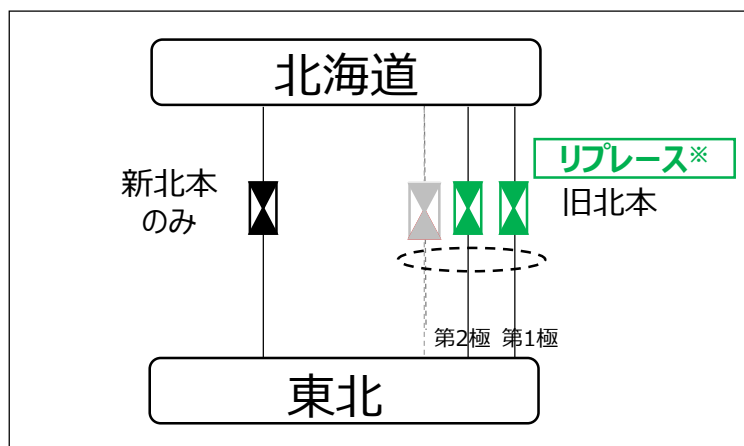 北海道
リプレース※
新北本
のみ
旧北本
第2極 第1極
東北